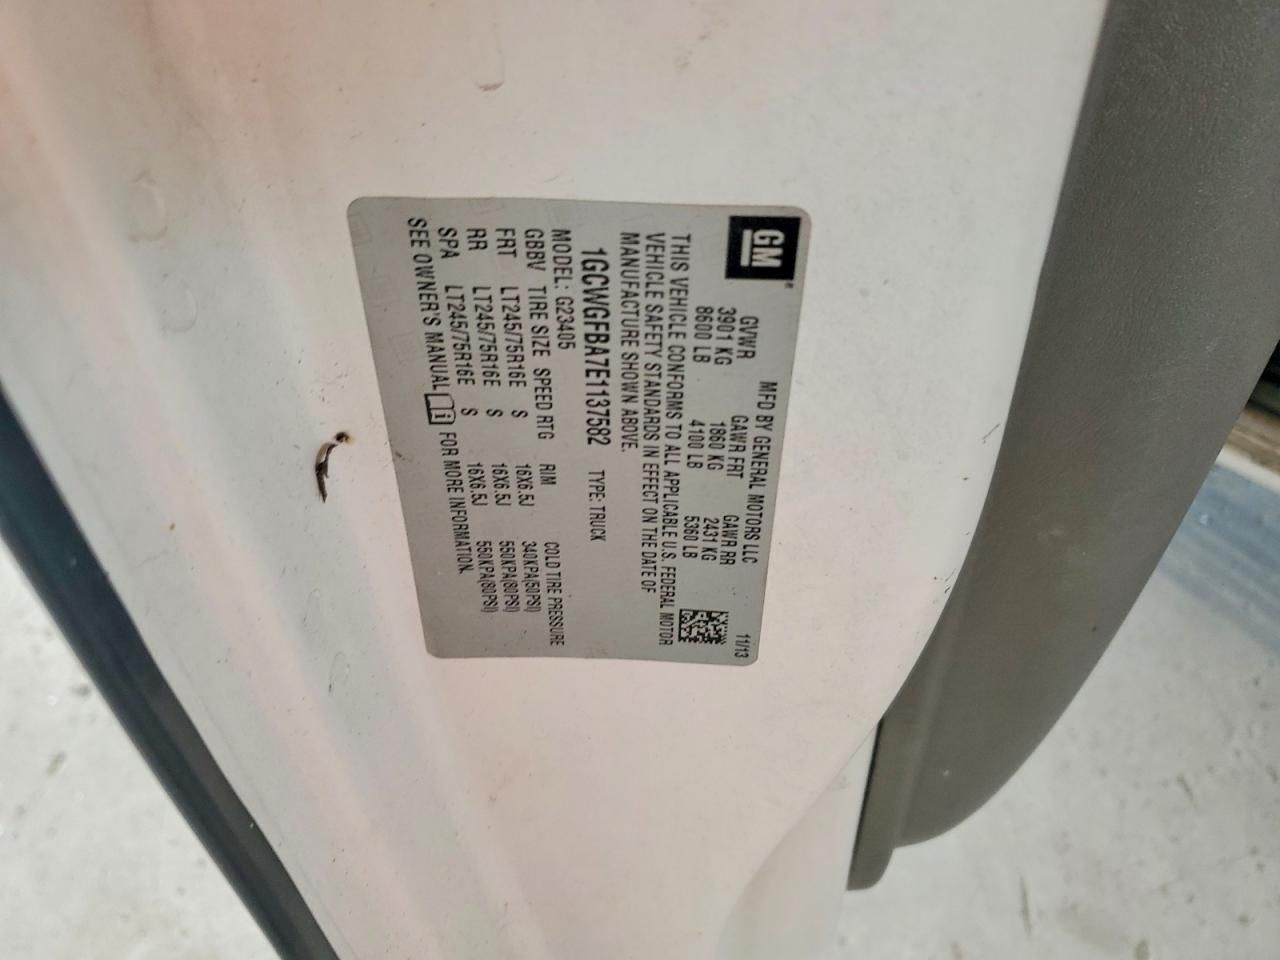 GM
MFD BY GENERAL MOTORS LLC 11/13
GVWR GAWR FRT GAWR RR
3901 KG 1860 KG 2431 KG
8600 LB 4100 LB 5360 LB
THIS VEHICLE CONFORMS TO ALL APPLICABLE U.S. FEDERAL MOTOR
VEHICLE SAFETY STANDARDS IN EFFECT ON THE DATE OF
MANUFACTURE SHOWN ABOVE.
1GCWGFBA7E1137582 TYPE: TRUCK
MODEL: G23405
GBBV TIRE SIZE SPEED RTG RIM COLD TIRE PRESSURE
FRT LT245/75R16E S 16X6.5J 340KPA(50PSI)
RR LT245/75R16E S 16X6.5J 550KPA(80PSI)
SPA LT245/75R16E S 16X6.5J 550KPA(80PSI)
SEE OWNER'S MANUAL i FOR MORE INFORMATION.